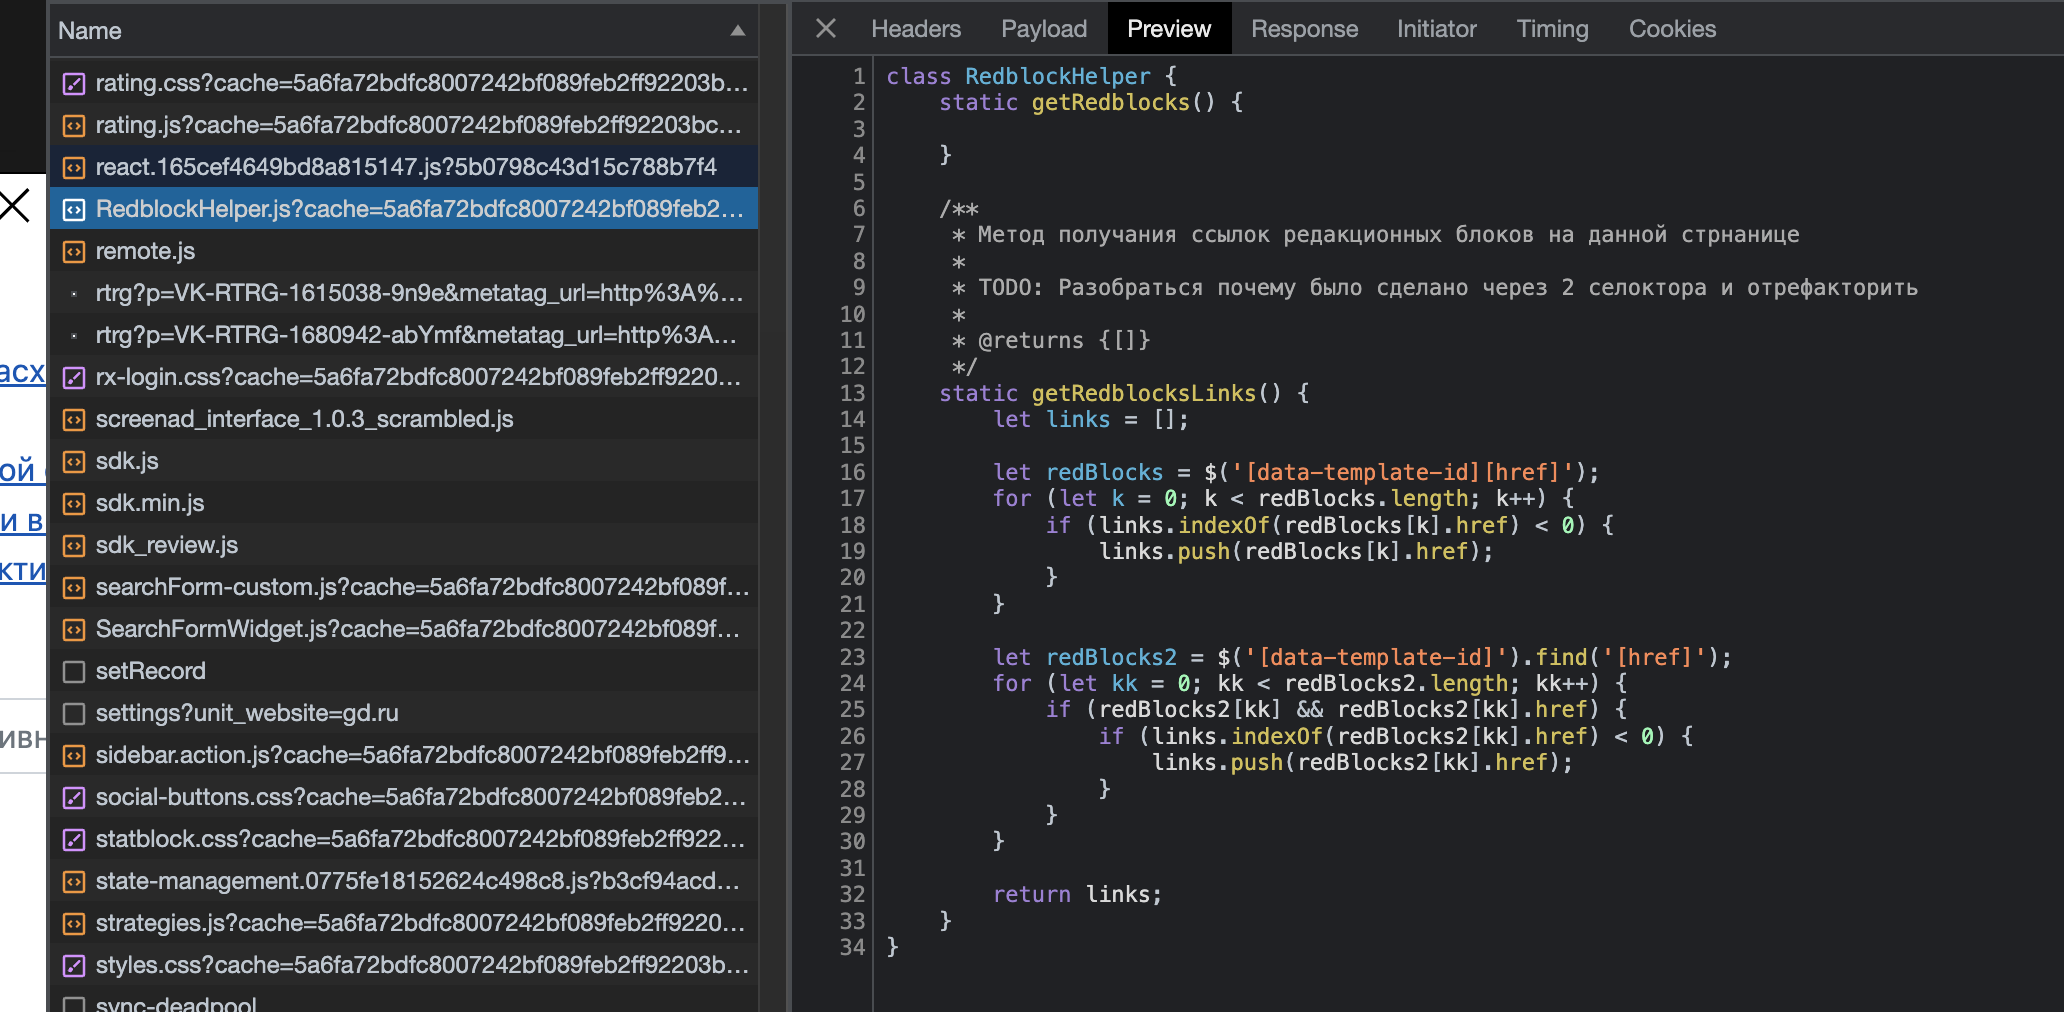 асх
ой
и в
кти
ивн
Name
rating.css?cache=5a6fa72bdfc8007242bf089feb2ff92203b...
rating.js?cache=5a6fa72bdfc8007242bf089feb2ff92203bc...
react.165cef4649bd8a815147.js?5b0798c43d15c788b7f4
RedblockHelper.js?cache=5a6fa72bdfc8007242bf089feb2...
remote.js
rtrg?p=VK-RTRG-1615038-9n9e&metatag_url=http%3A%...
rtrg?p=VK-RTRG-1680942-abYmf&metatag_url=http%3A...
rx-login.css?cache=5a6fa72bdfc8007242bf089feb2ff9220...
screenad_interface_1.0.3_scrambled.js
sdk.js
sdk.min.js
sdk_review.js
searchForm-custom.js?cache=5a6fa72bdfc8007242bf089f...
SearchFormWidget.js?cache=5a6fa72bdfc8007242bf089f...
setRecord
settings?unit_website=gd.ru
sidebar.action.js?cache=5a6fa72bdfc8007242bf089feb2ff9...
social-buttons.css?cache=5a6fa72bdfc8007242bf089feb2...
statblock.css?cache=5a6fa72bdfc8007242bf089feb2ff922...
state-management.0775fe18152624c498c8.js?b3cf94acd...
strategies.js?cache=5a6fa72bdfc8007242bf089feb2ff9220...
styles.css?cache=5a6fa72bdfc8007242bf089feb2ff92203b...
sync-deadpool
Headers Payload Preview Response Initiator Timing Cookies
1 class RedblockHelper {
2 static getRedblocks() {
3
4 }
5
6 /**
7 * Метод получания ссылок редакционных блоков на данной стрнанице
8 *
9 * TODO: Разобраться почему было сделано через 2 селоктора и отрефакторить
10 *
11 * @returns {[]}
12 */
13 static getRedblocksLinks() {
14 let links = [];
15
16 let redBlocks = $('[data-template-id][href]');
17 for (let k = 0; k < redBlocks.length; k++) {
18 if (links.indexOf(redBlocks[k].href) < 0) {
19 links.push(redBlocks[k].href);
20 }
21 }
22
23 let redBlocks2 = $('[data-template-id]').find('[href]');
24 for (let kk = 0; kk < redBlocks2.length; kk++) {
25 if (redBlocks2[kk] && redBlocks2[kk].href) {
26 if (links.indexOf(redBlocks2[kk].href) < 0) {
27 links.push(redBlocks2[kk].href);
28 }
29 }
30 }
31
32 return links;
33 }
34 }